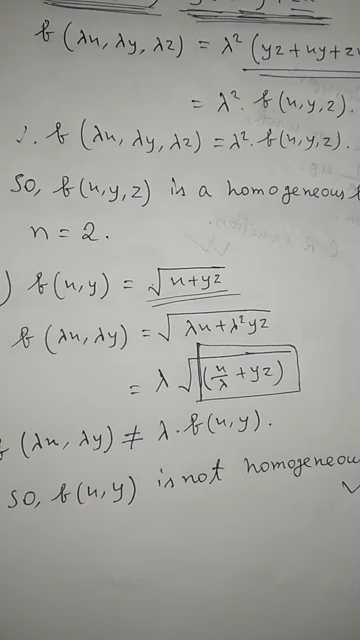 f(λx, λy, λz) = λ² (yz + xy + z
= λ². f(x, y, z).
∴ f(λx, λy, λz) = λ². f(x, y, z).
So, f(x, y, z) is a homogeneous f
n = 2.
) f(x, y) = √(x + yz)
f(λx, λy) = √(λx + λ²yz)
= λ √(x/λ + yz)
f(λx, λy) ≠ λ. f(x, y).
So, f(x, y) is not homogeneou